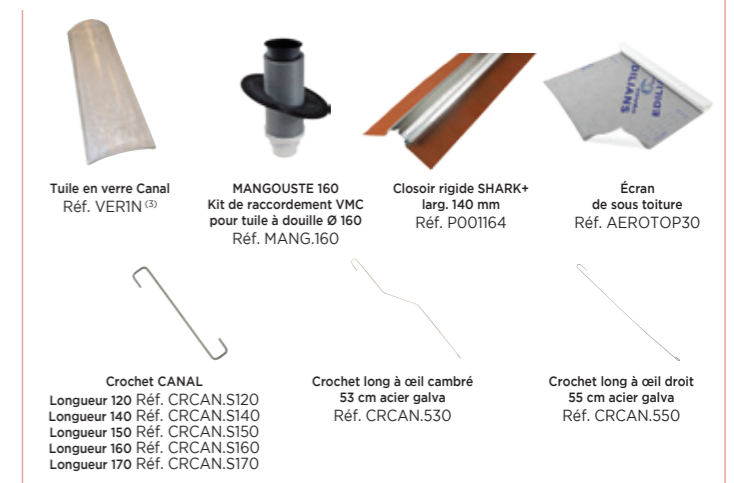 EDILIANS
Tuile en verre Canal
Réf. VER1N (3)
MANGOUSTE 160
Kit de raccordement VMC
pour tuile à douille Ø 160
Réf. MANG.160
Closoir rigide SHARK+
larg. 140 mm
Réf. P001164
Écran
de sous toiture
Réf. AEROTOP30
Crochet CANAL
Longueur 120 Réf. CRCAN.S120
Longueur 140 Réf. CRCAN.S140
Longueur 150 Réf. CRCAN.S150
Longueur 160 Réf. CRCAN.S160
Longueur 170 Réf. CRCAN.S170
Crochet long à œil cambré
53 cm acier galva
Réf. CRCAN.530
Crochet long à œil droit
55 cm acier galva
Réf. CRCAN.550